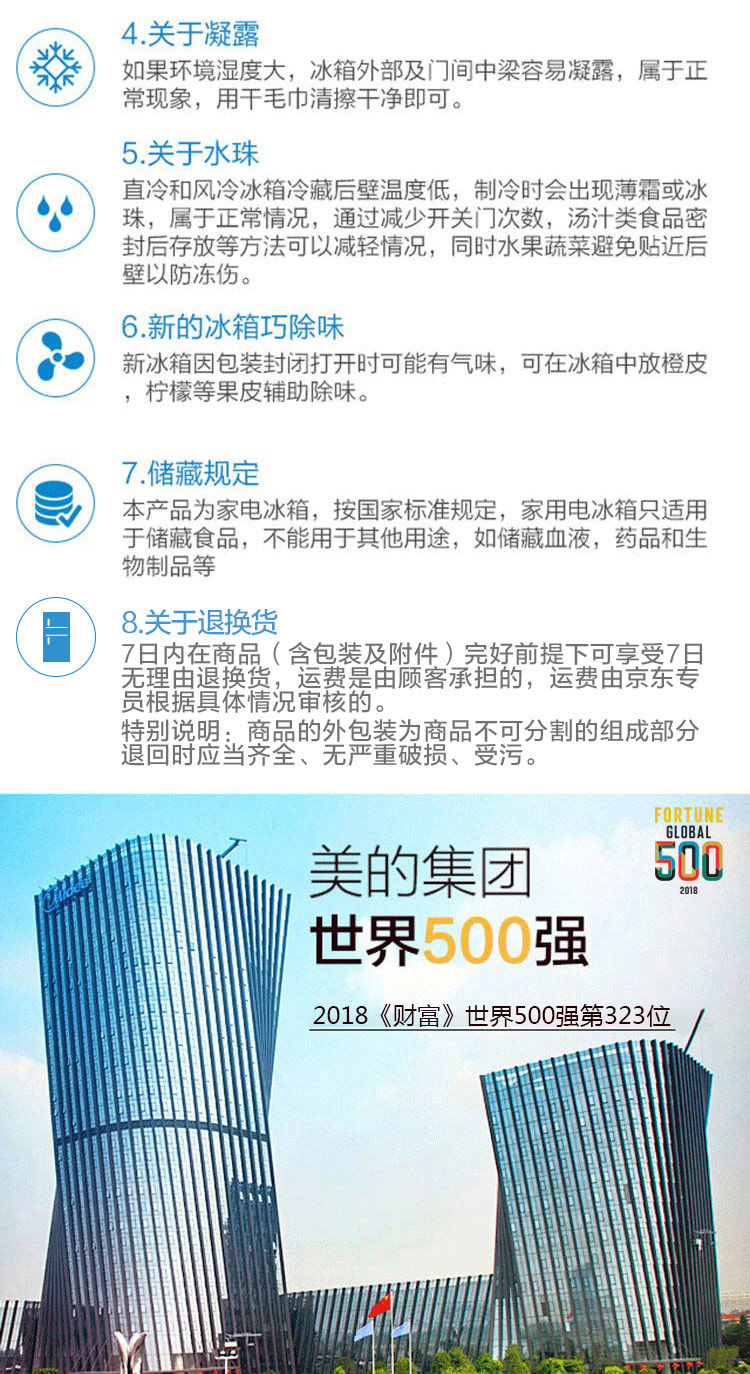 4.关于凝露
如果环境湿度大，冰箱外部及门间中梁容易凝露，属于正
常现象，用干毛巾清擦干净即可。
5.关于水珠
直冷和风冷冰箱冷藏后壁温度低，制冷时会出现薄霜或冰
珠，属于正常情况，通过减少开关门次数，汤汁类食品密
封后存放等方法可以减轻情况，同时水果蔬菜避免贴近后
壁以防冻伤。
6.新的冰箱巧除味
新冰箱因包装封闭打开时可能有气味，可在冰箱中放橙皮
，柠檬等果皮辅助除味。
7.储藏规定
本产品为家电冰箱，按国家标准规定，家用电冰箱只适用
于储藏食品，不能用于其他用途，如储藏血液，药品和生
物制品等
8.关于退换货
7日内在商品（含包装及附件）完好前提下可享受7日
无理由退换货，运费是由顾客承担的，运费由京东专
员根据具体情况审核的。
特别说明：商品的外包装为商品不可分割的组成部分
退回时应当齐全、无严重破损、受污。
FORTUNE
GLOBAL
500
2018
美的集团
世界500强
2018《财富》世界500强第323位
Midea